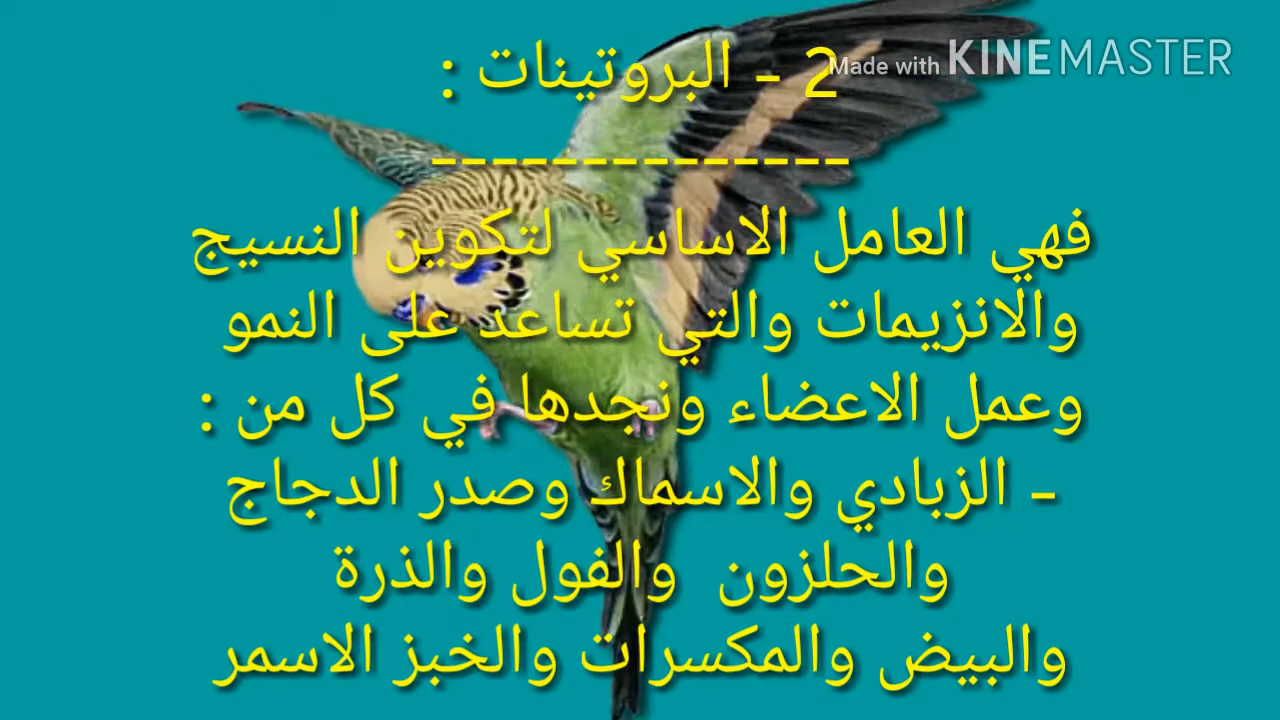 2 - البروتينات :
Made with KINEMASTER
--------------
فهي العامل الاساسي لتكوين النسيج
والانزيمات والتي تساعد على النمو
وعمل الاعضاء ونجدها في كل من :
- الزبادي والاسماك وصدر الدجاج
والحلزون والفول والذرة
والبيض والمكسرات والخبز الاسمر